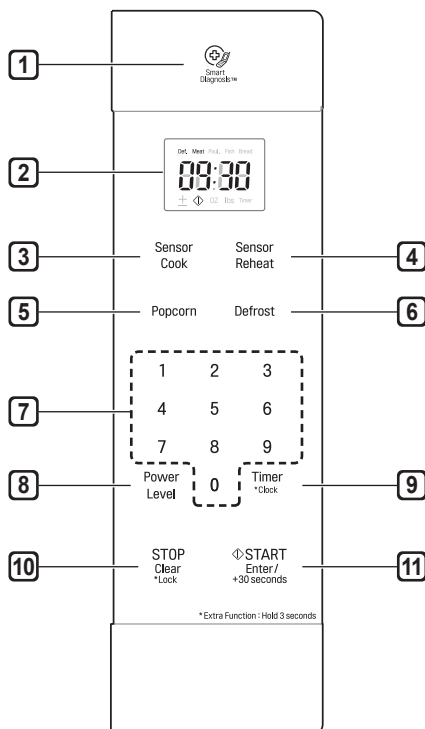 1
Smart
Diagnosis™
2
Def. Meat Poul. Fish Bread
09:30
OZ lbs Timer
3
Sensor
Cook
Sensor
Reheat
4
5
Popcorn
Defrost
6
7
1 2 3
4 5 6
7 8 9
0
8
Power
Level
Timer
*Clock
9
10
STOP
Clear
*Lock
START
Enter/
+30 seconds
11
*Extra Function : Hold 3 seconds